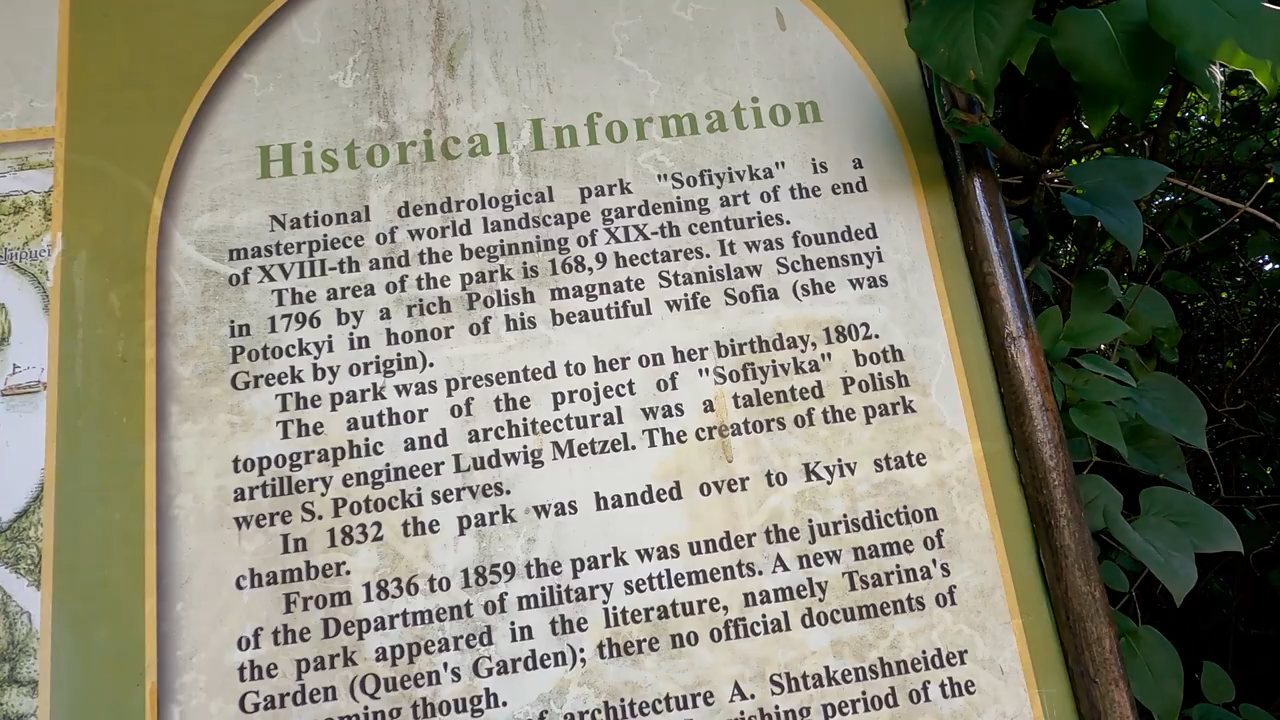 Historical Information
National dendrological park "Sofiyivka" is a
masterpiece of world landscape gardening art of the end
of XVIII-th and the beginning of XIX-th centuries.
The area of the park is 168,9 hectares. It was founded
in 1796 by a rich Polish magnate Stanislaw Schensnyi
Potockyi in honor of his beautiful wife Sofia (she was
Greek by origin).
The park was presented to her on her birthday, 1802.
The author of the project of "Sofiyivka" both
topographic and architectural was a talented Polish
artillery engineer Ludwig Metzel. The creators of the park
were S. Potocki serves.
In 1832 the park was handed over to Kyiv state
chamber.
From 1836 to 1859 the park was under the jurisdiction
of the Department of military settlements. A new name of
the park appeared in the literature, namely Tsarina's
Garden (Queen's Garden); there no official documents of
though.
architecture A. Shtakenshneider
period of the